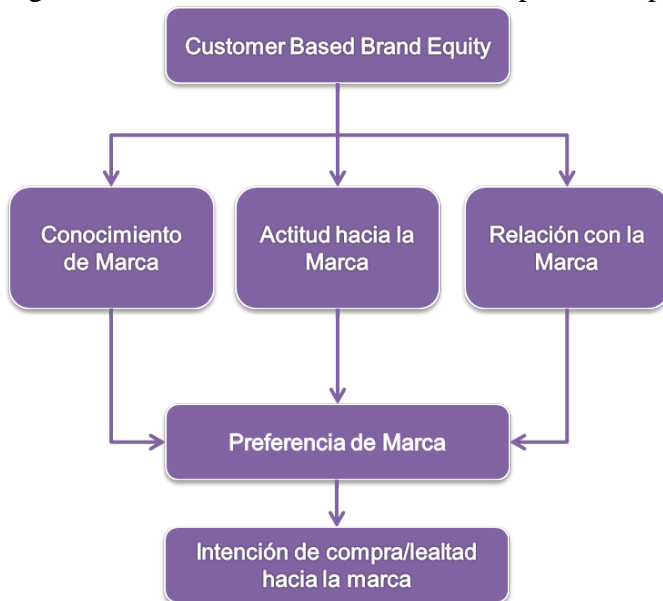 Customer Based Brand Equity
Conocimiento
de Marca
Actitud hacia la
Marca
Relación con la
Marca
Preferencia de Marca
Intención de compra/lealtad
hacia la marca